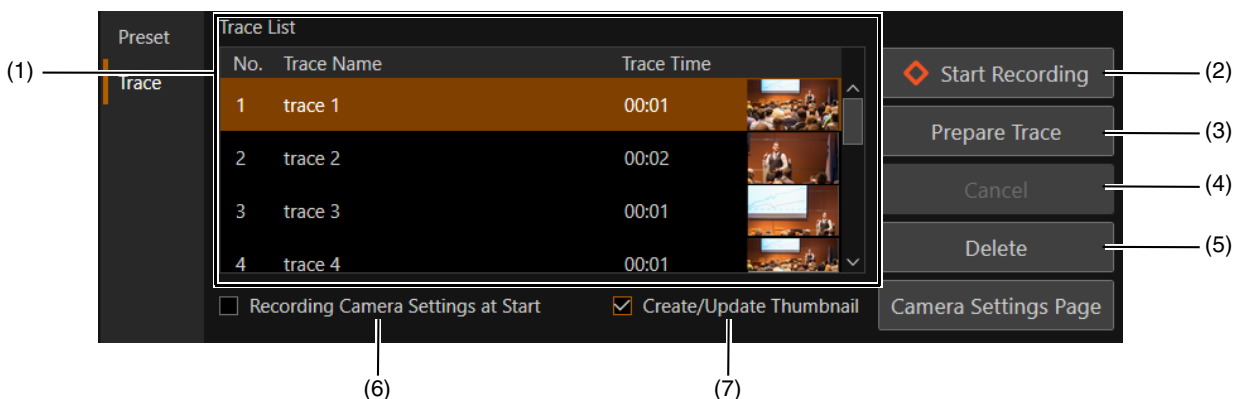 Preset
Trace
Trace List
No. Trace Name Trace Time
1 trace 1 00:01
2 trace 2 00:02
3 trace 3 00:01
4 trace 4 00:01
Recording Camera Settings at Start
Create/Update Thumbnail
Start Recording
Prepare Trace
Cancel
Delete
Camera Settings Page
(1)
(2)
(3)
(4)
(5)
(6)
(7)